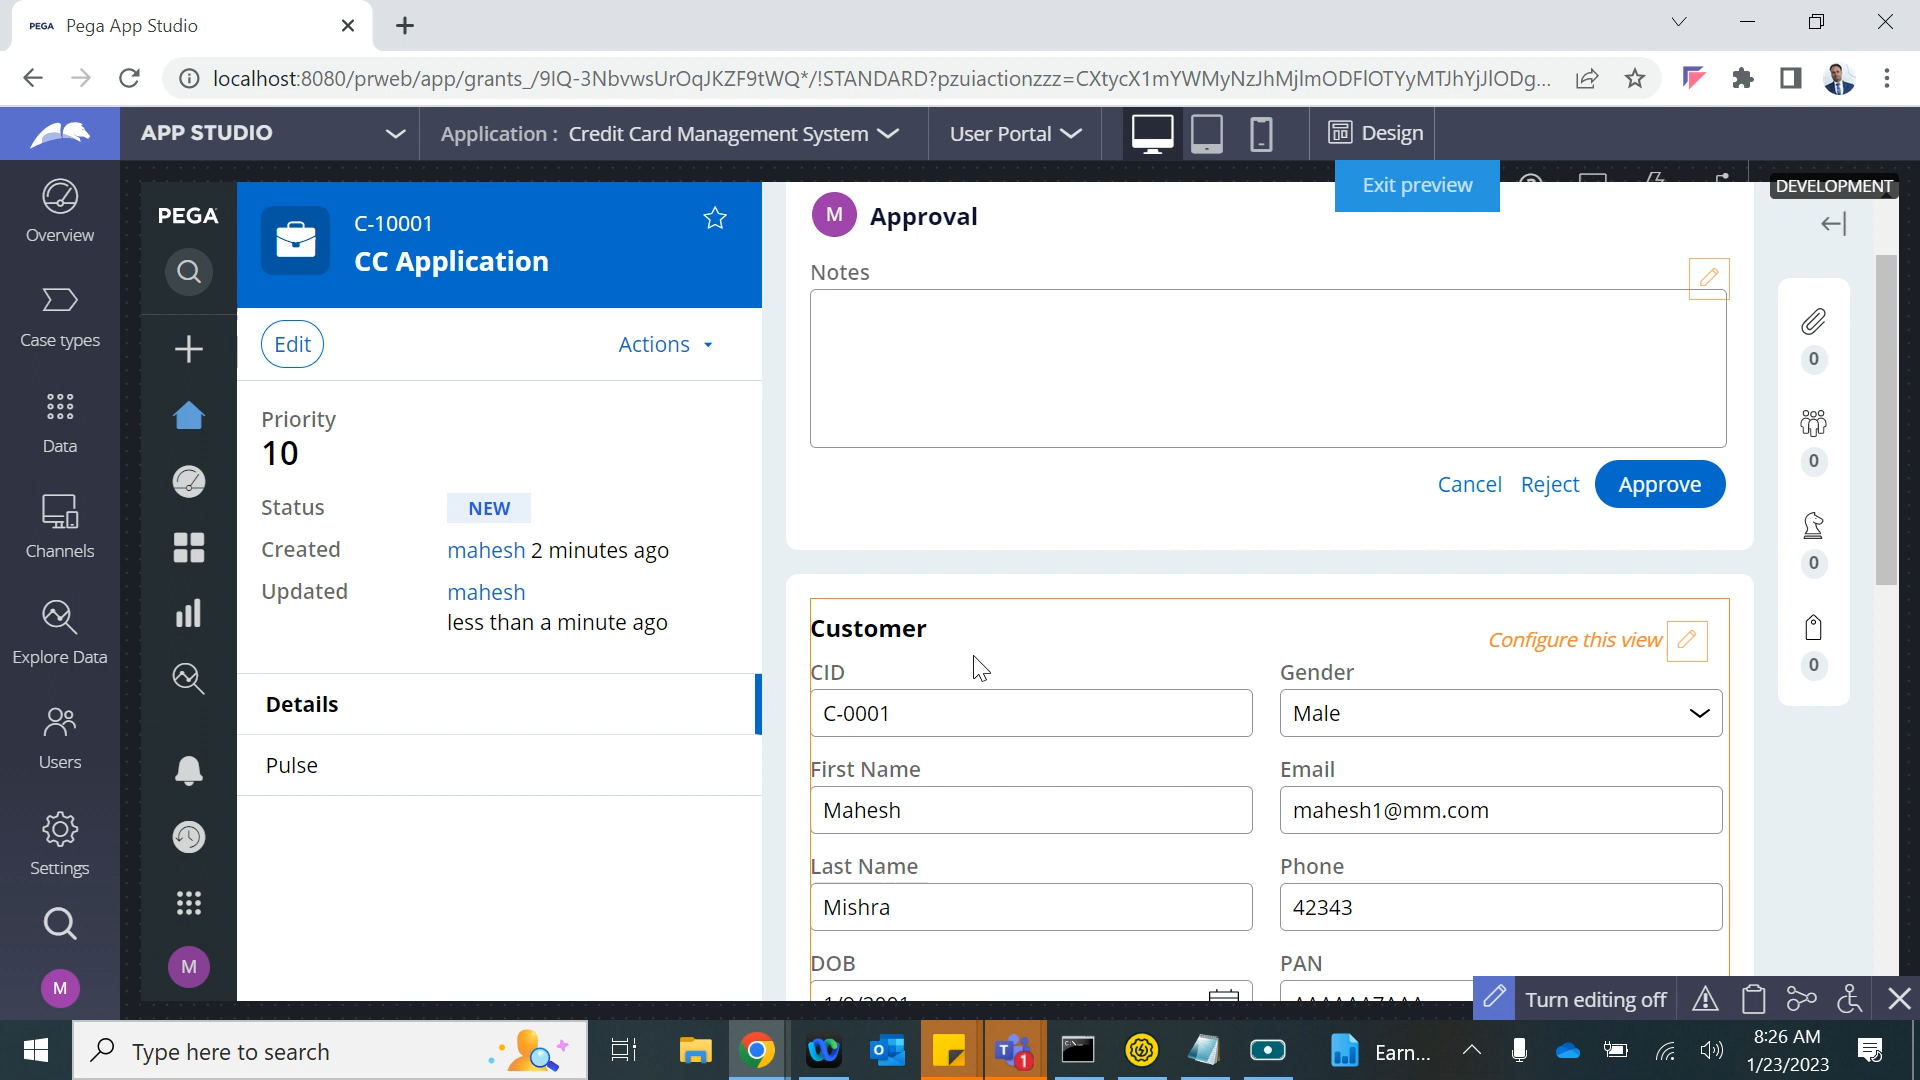 PEGA Pega App Studio
localhost:8080/prweb/app/grants_/9IQ-3NbvwsUrOqJKZF9tWQ*/!STANDARD?pzuiactionzzz=CXtycX1mYWMyNzJhMjlmODFlOTYyMTJhYjJlODg...
APP STUDIO
Application : Credit Card Management System
User Portal
Design
Exit preview
DEVELOPMENT
Overview
Case types
Data
Channels
Explore Data
Users
Settings
M
PEGA
M
C-10001
CC Application
Edit
Actions
Priority
10
Status NEW
Created mahesh 2 minutes ago
Updated mahesh
less than a minute ago
Details
Pulse
M Approval
Notes
Cancel Reject Approve
Customer
Configure this view
CID
C-0001
Gender
Male
First Name
Mahesh
Email
mahesh1@mm.com
Last Name
Mishra
Phone
42343
DOB
PAN
0
0
0
0
Turn editing off
Type here to search
1
Earn...
8:26 AM
1/23/2023